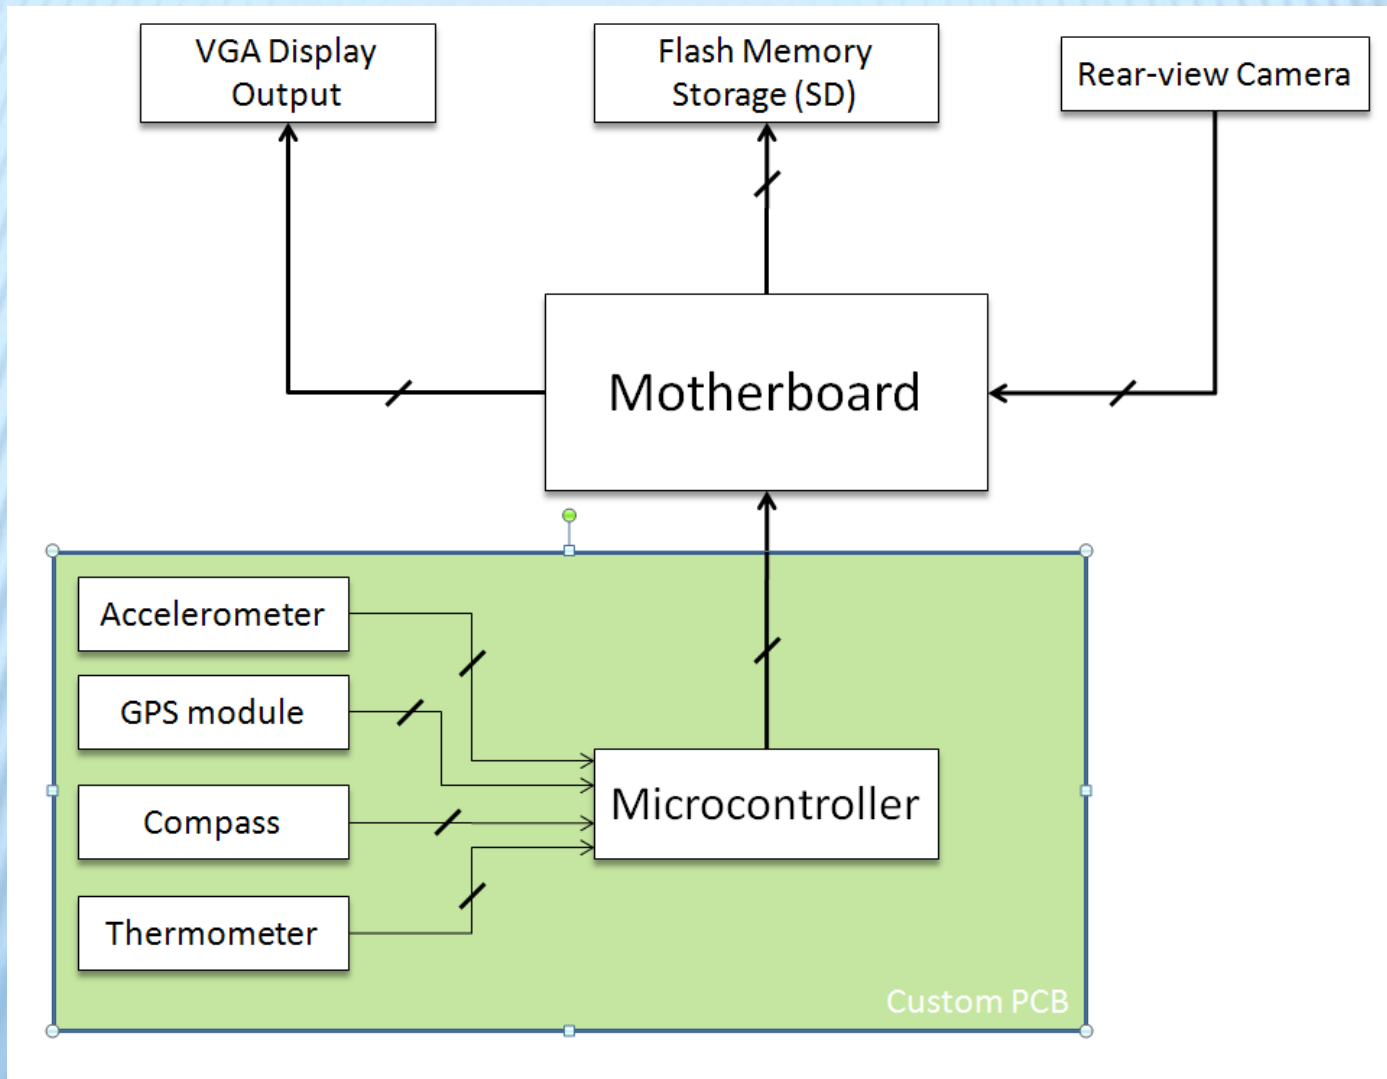 VGA Display
Output
Flash Memory
Storage (SD)
Rear-view Camera
Motherboard
Accelerometer
GPS module
Compass
Thermometer
Microcontroller
Custom PCB